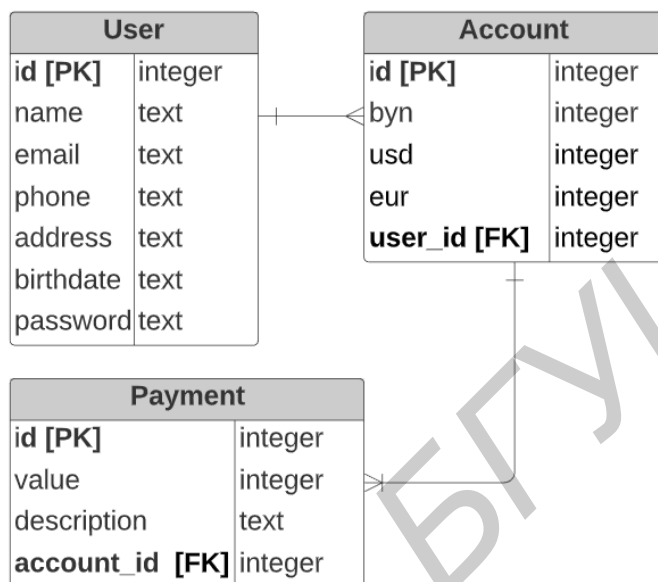 User
id [PK] integer
name text
email text
phone text
address text
birthdate text
password text
Account
id [PK] integer
byn integer
usd integer
eur integer
user_id [FK] integer
Payment
id [PK] integer
value integer
description text
account_id [FK] integer